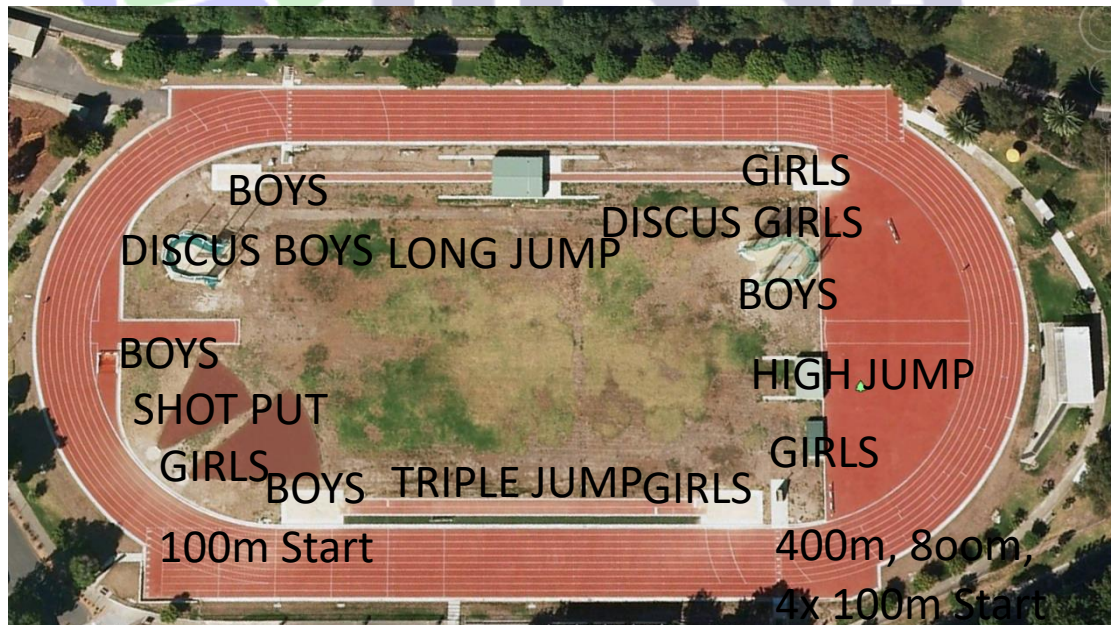 BOYS
GIRLS
DISCUS BOYS
LONG JUMP
DISCUS GIRLS
BOYS
BOYS
HIGH JUMP
SHOT PUT
GIRLS
GIRLS
BOYS
TRIPLE JUMP
GIRLS
100m Start
400m, 8oom,
4x 100m Start